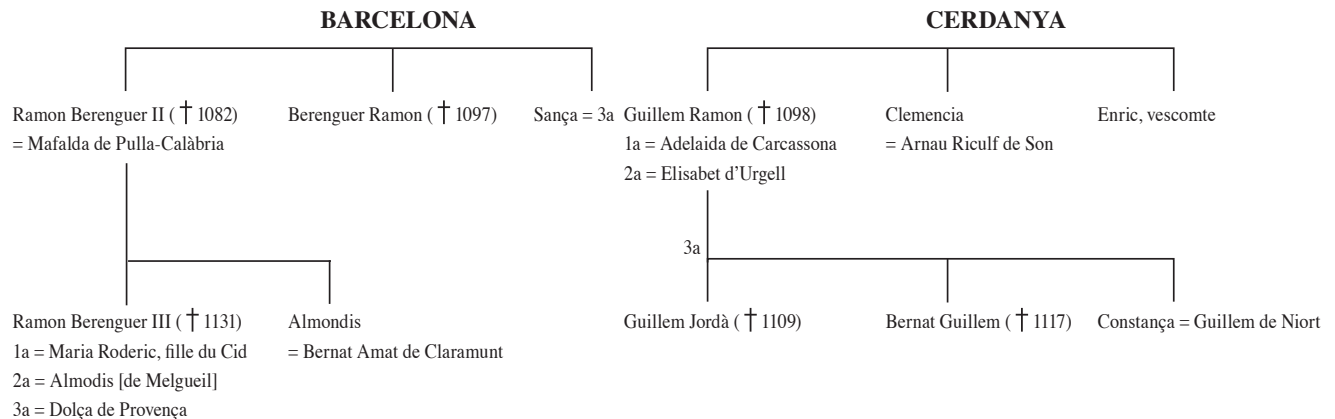 BARCELONA
CERDANYA
Ramon Berenguer II ( † 1082)
= Mafalda de Pulla-Calàbria
Berenguer Ramon ( † 1097)
Sança = 3a
Guillem Ramon ( † 1098)
1a = Adelaida de Carcassona
2a = Elisabet d’Urgell
Clemencia
= Arnau Riculf de Son
Enric, vescomte
3a
Ramon Berenguer III ( † 1131)
1a = Maria Roderic, fille du Cid
2a = Almodis [de Melgueil]
3a = Dolça de Provença
Almondis
= Bernat Amat de Claramunt
Guillem Jordà ( † 1109)
Bernat Guillem ( † 1117)
Constança = Guillem de Niort